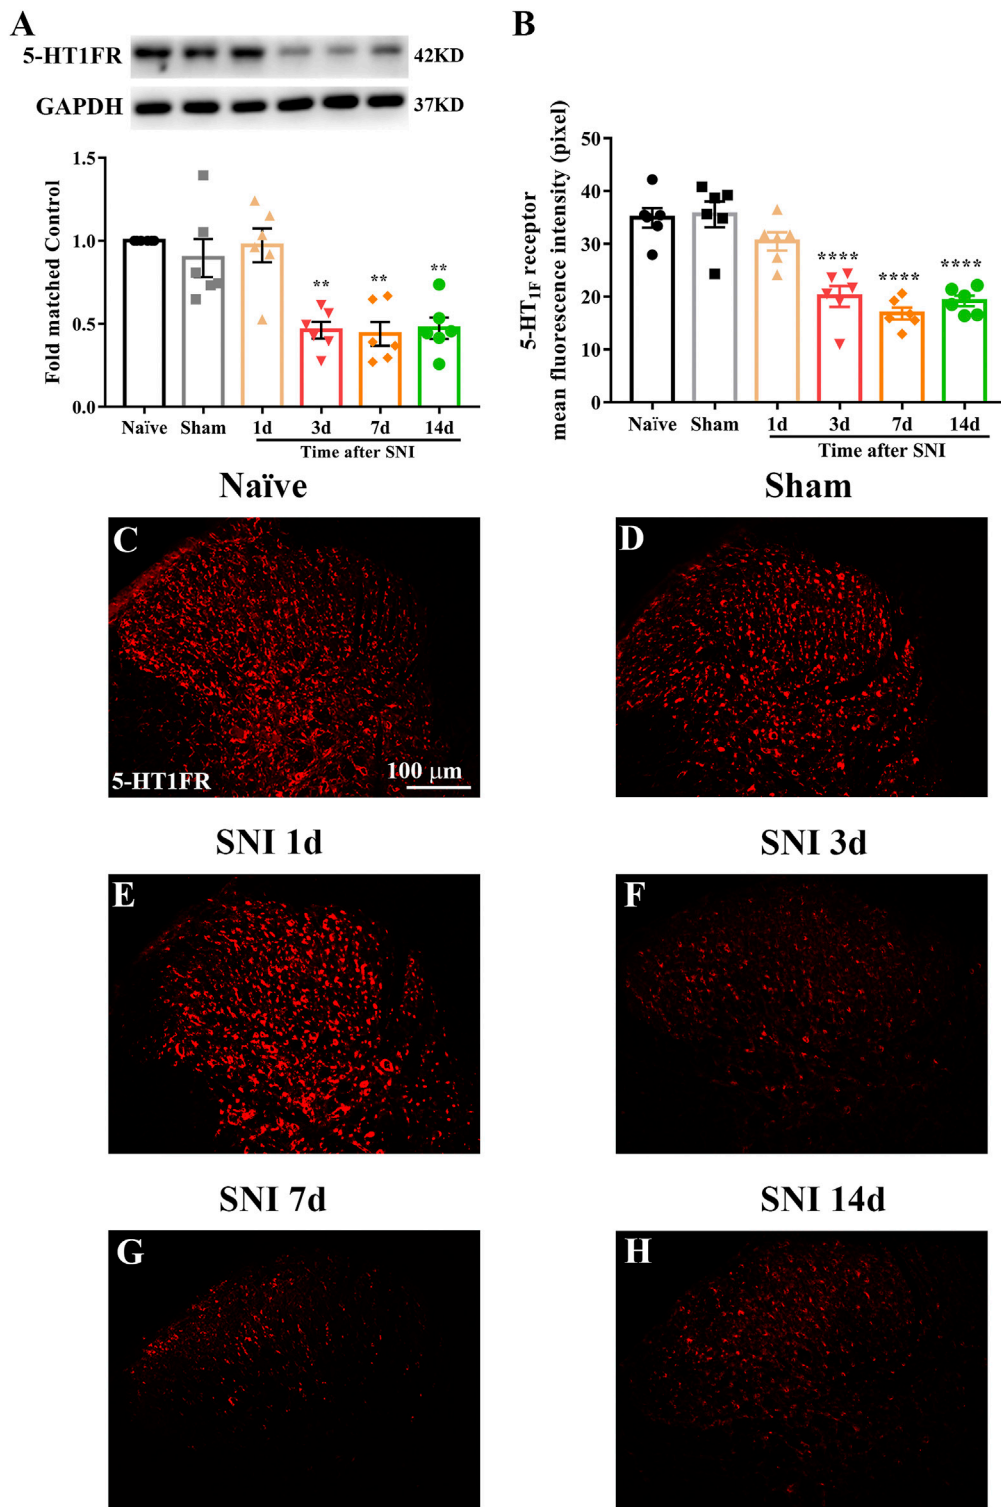 A
5-HT1FR
42KD
GAPDH
37KD
Fold matched Control
1.5
1.0
0.5
0.0
**
**
**
Naïve
Sham
1d
3d
7d
14d
Time after SNI
B
5-HT1F receptor
mean fluorescence intensity (pixel)
50
40
30
20
10
0
****
****
****
Naïve
Sham
1d
3d
7d
14d
Time after SNI
Naïve
Sham
C
5-HT1FR
100 μm
D
SNI 1d
SNI 3d
E
F
SNI 7d
SNI 14d
G
H